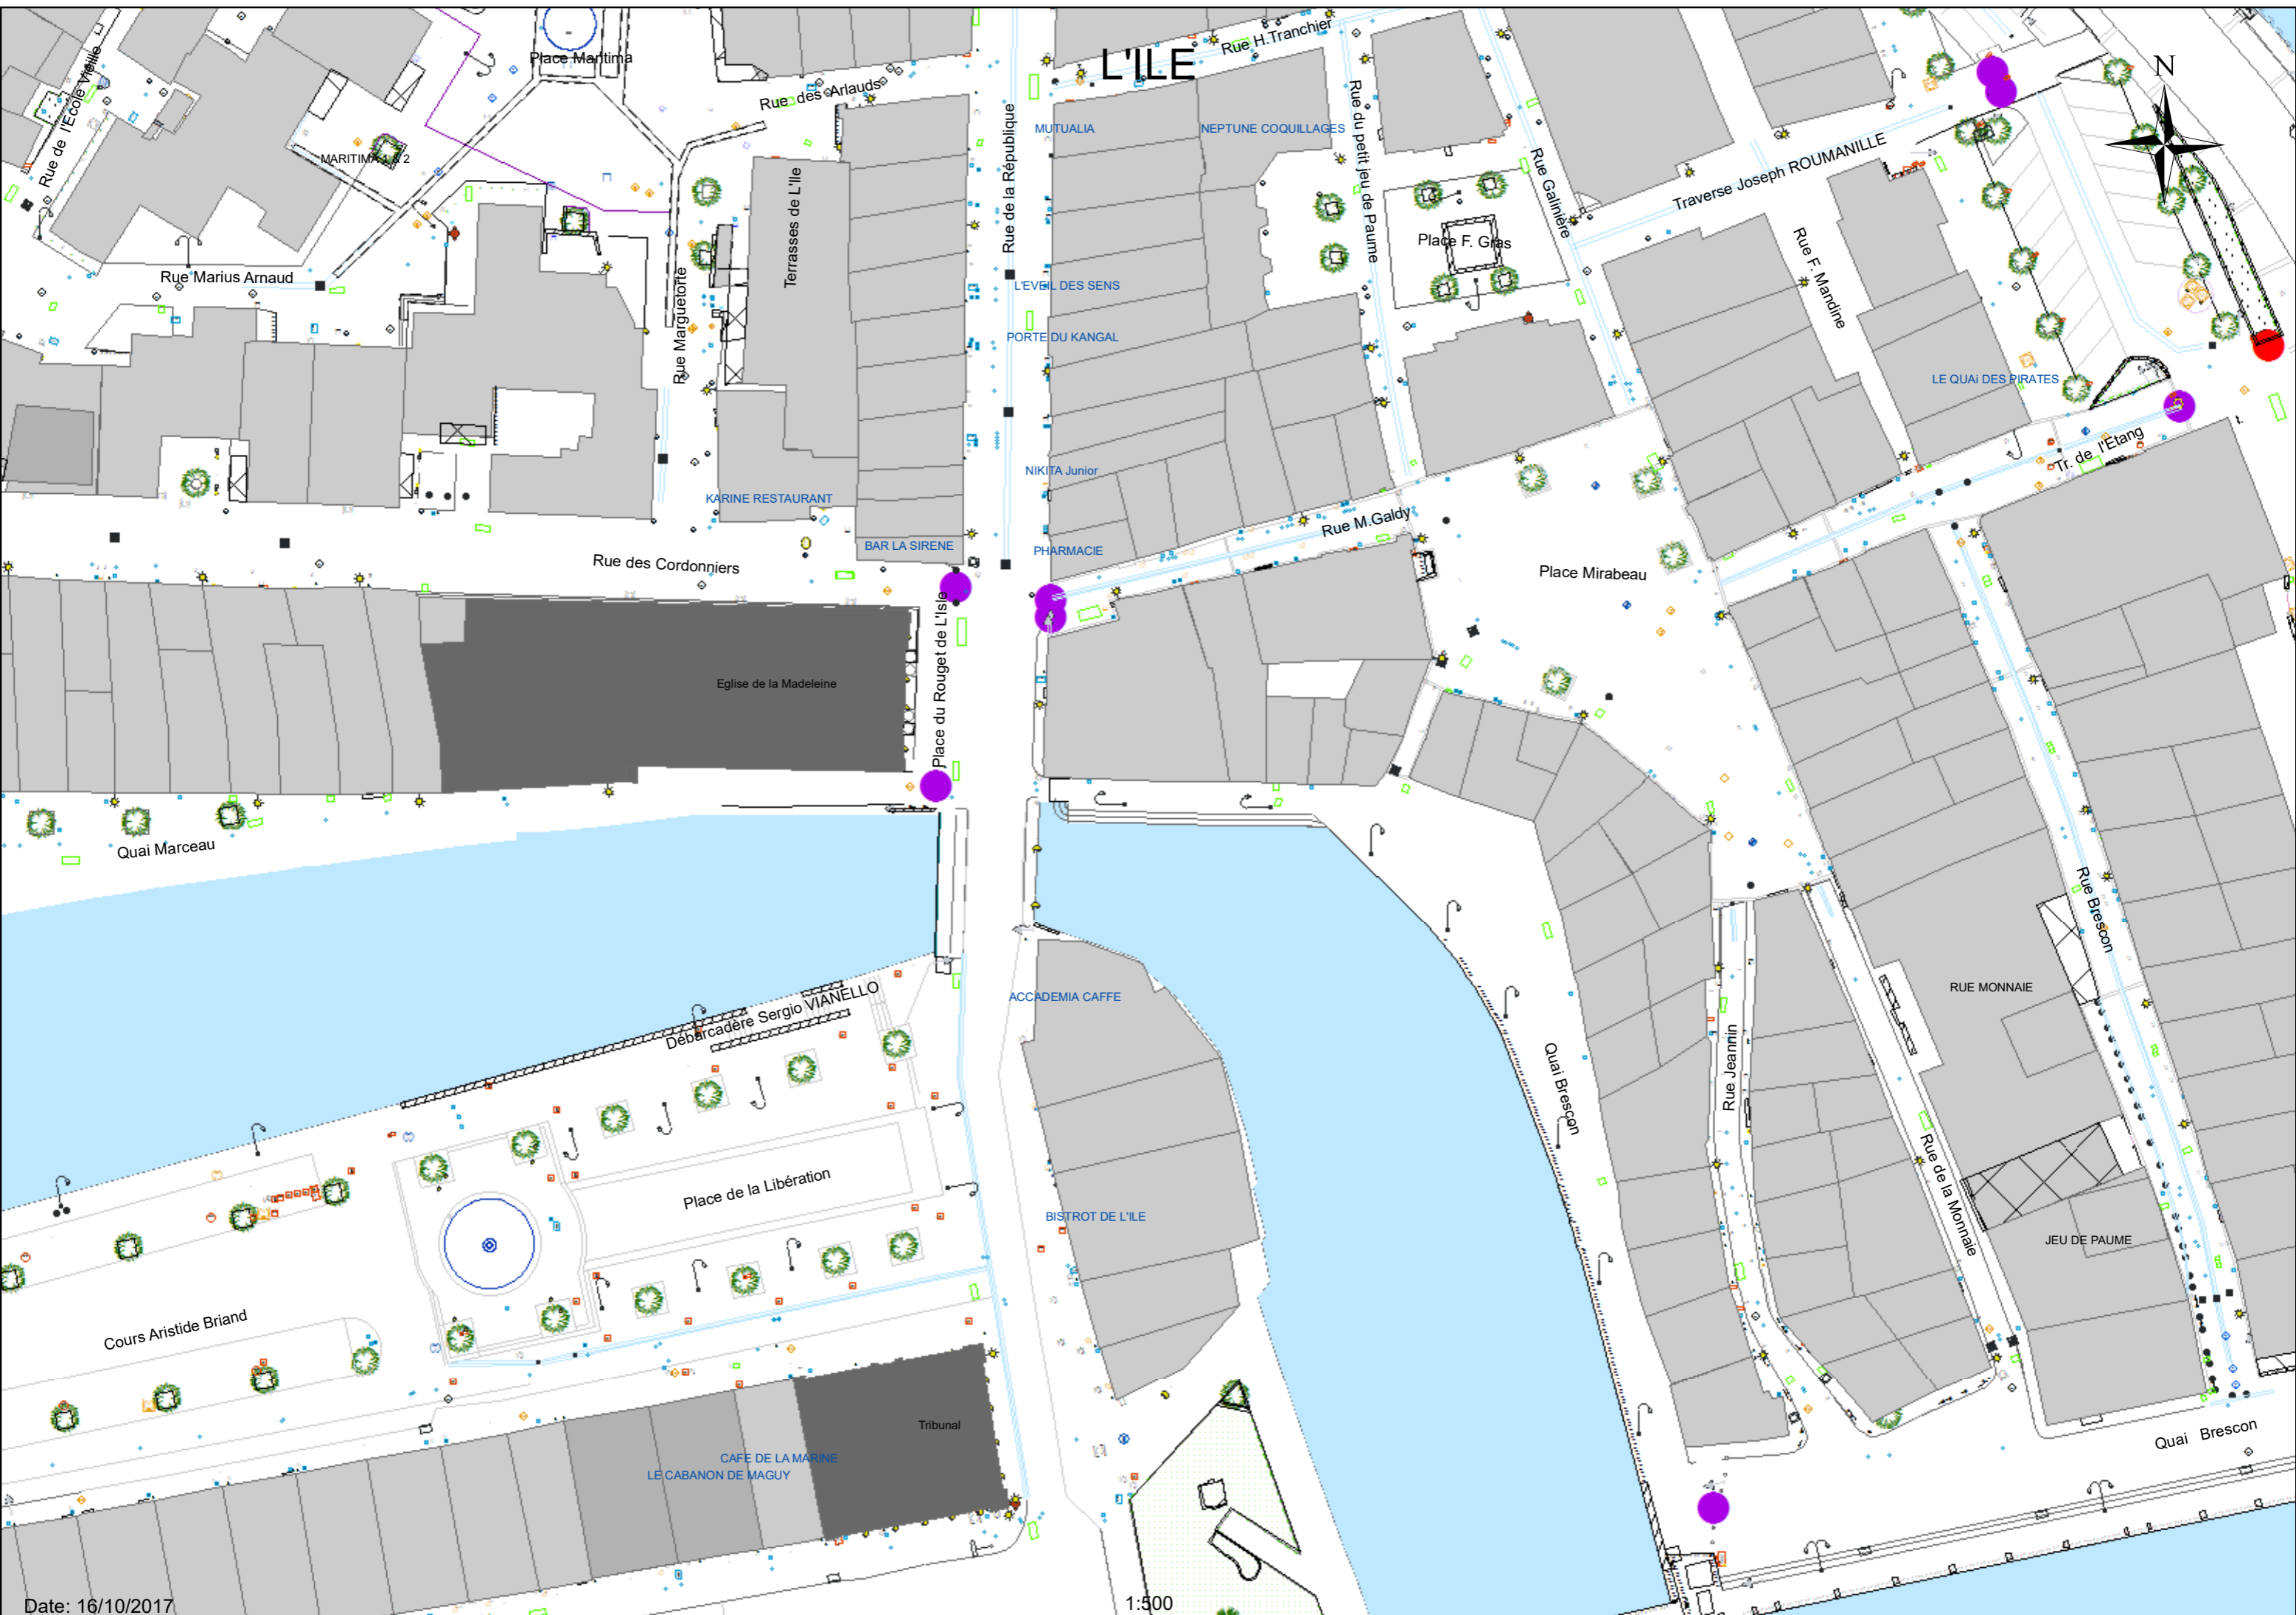 L'ILE
N
Rue H.Tranchier
Place Maritima
Rue de l'Ecole Vieille
Rue des Arlauds
MARITIMA 1 & 2
MUTUALIA
NEPTUNE COQUILLAGES
Rue de la République
Rue du petit jeu de Paume
Rue Galinière
Traverse Joseph ROUMANILLE
Terrasses de L'Ile
Place F. Gras
Rue F. Mandine
Rue Marius Arnaud
Rue Marguetorte
L'EVEIL DES SENS
PORTE DU KANGAL
LE QUAi DES PIRATES
Tr. de l'Etang
NIKITA Junior
KARINE RESTAURANT
Rue M.Galdy
BAR LA SIRENE
PHARMACIE
Rue des Cordonniers
Place Mirabeau
Place du Rouget de L'Isle
Eglise de la Madeleine
Quai Marceau
Rue Brescon
ACCADEMIA CAFFE
RUE MONNAIE
Débarcadère Sergio VIANELLO
Quai Brescon
Rue Jeannin
Rue de la Monnaie
Place de la Libération
BISTROT DE L'ILE
JEU DE PAUME
Cours Aristide Briand
Tribunal
Quai Brescon
CAFE DE LA MARINE
LE CABANON DE MAGUY
Date: 16/10/2017
1:500